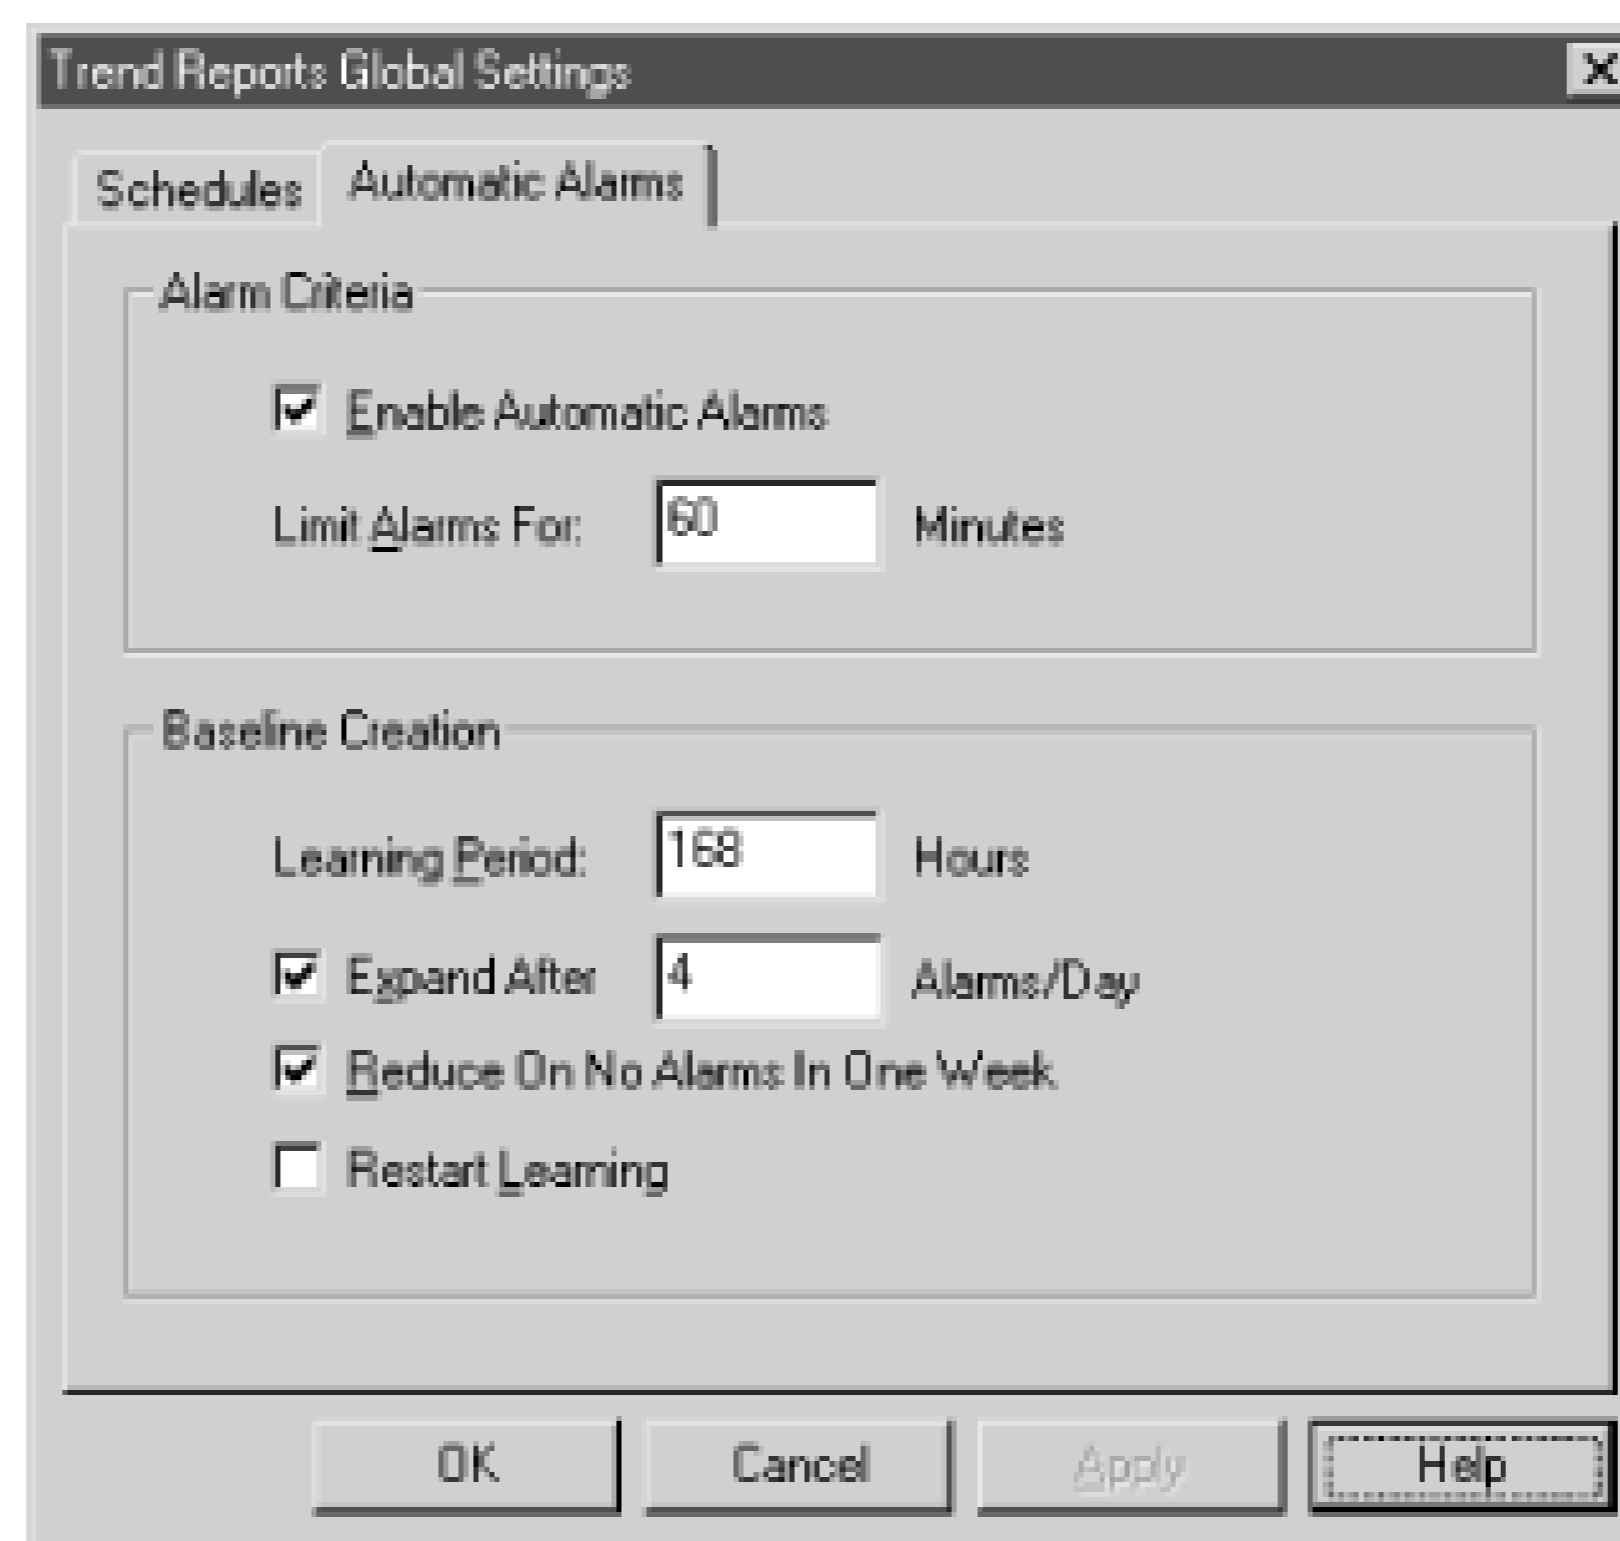 Trend Reports Global Settings
Schedules Automatic Alarms
Alarm Criteria
Enable Automatic Alarms
Limit Alarms For: 60 Minutes
Baseline Creation
Learning Period: 168 Hours
Expand After 4 Alarms/Day
Reduce On No Alarms In One Week
Restart Learning
OK Cancel Apply Help